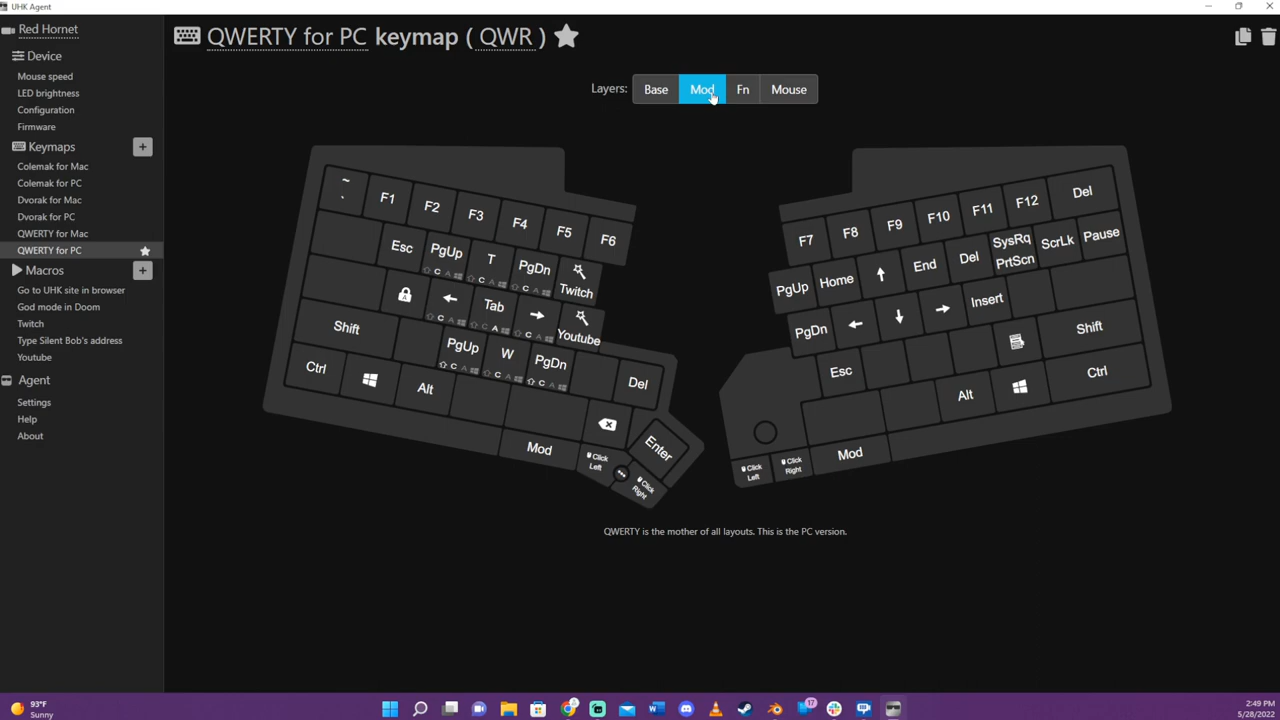 UHK Agent
Red Hornet
Device
Mouse speed
LED brightness
Configuration
Firmware
Keymaps
Colemak for Mac
Colemak for PC
Dvorak for Mac
Dvorak for PC
QWERTY for Mac
QWERTY for PC
Macros
Go to UHK site in browser
God mode in Doom
Twitch
Type Silent Bob's address
Youtube
Agent
Settings
Help
About
QWERTY for PC keymap ( QWR )
Layers: Base Mod Fn Mouse
~ ` F1 F2 F3 F4 F5 F6
Esc PgUp T PgDn Twitch
C A C A C A
A ← Tab → Youtube
C A C A C A
Shift PgUp W PgDn Del
C A C A C A
Ctrl Alt
Mod Click Left Click Right Enter
F7 F8 F9 F10 F11 F12 Del
PgUp Home ↑ End Del SysRq PrtScn ScrLk Pause
PgDn ← ↓ → Insert
Esc Shift
Alt Ctrl
Click Left Click Right Mod
QWERTY is the mother of all layouts. This is the PC version.
93°F
Sunny
17
2:49 PM
5/28/2022